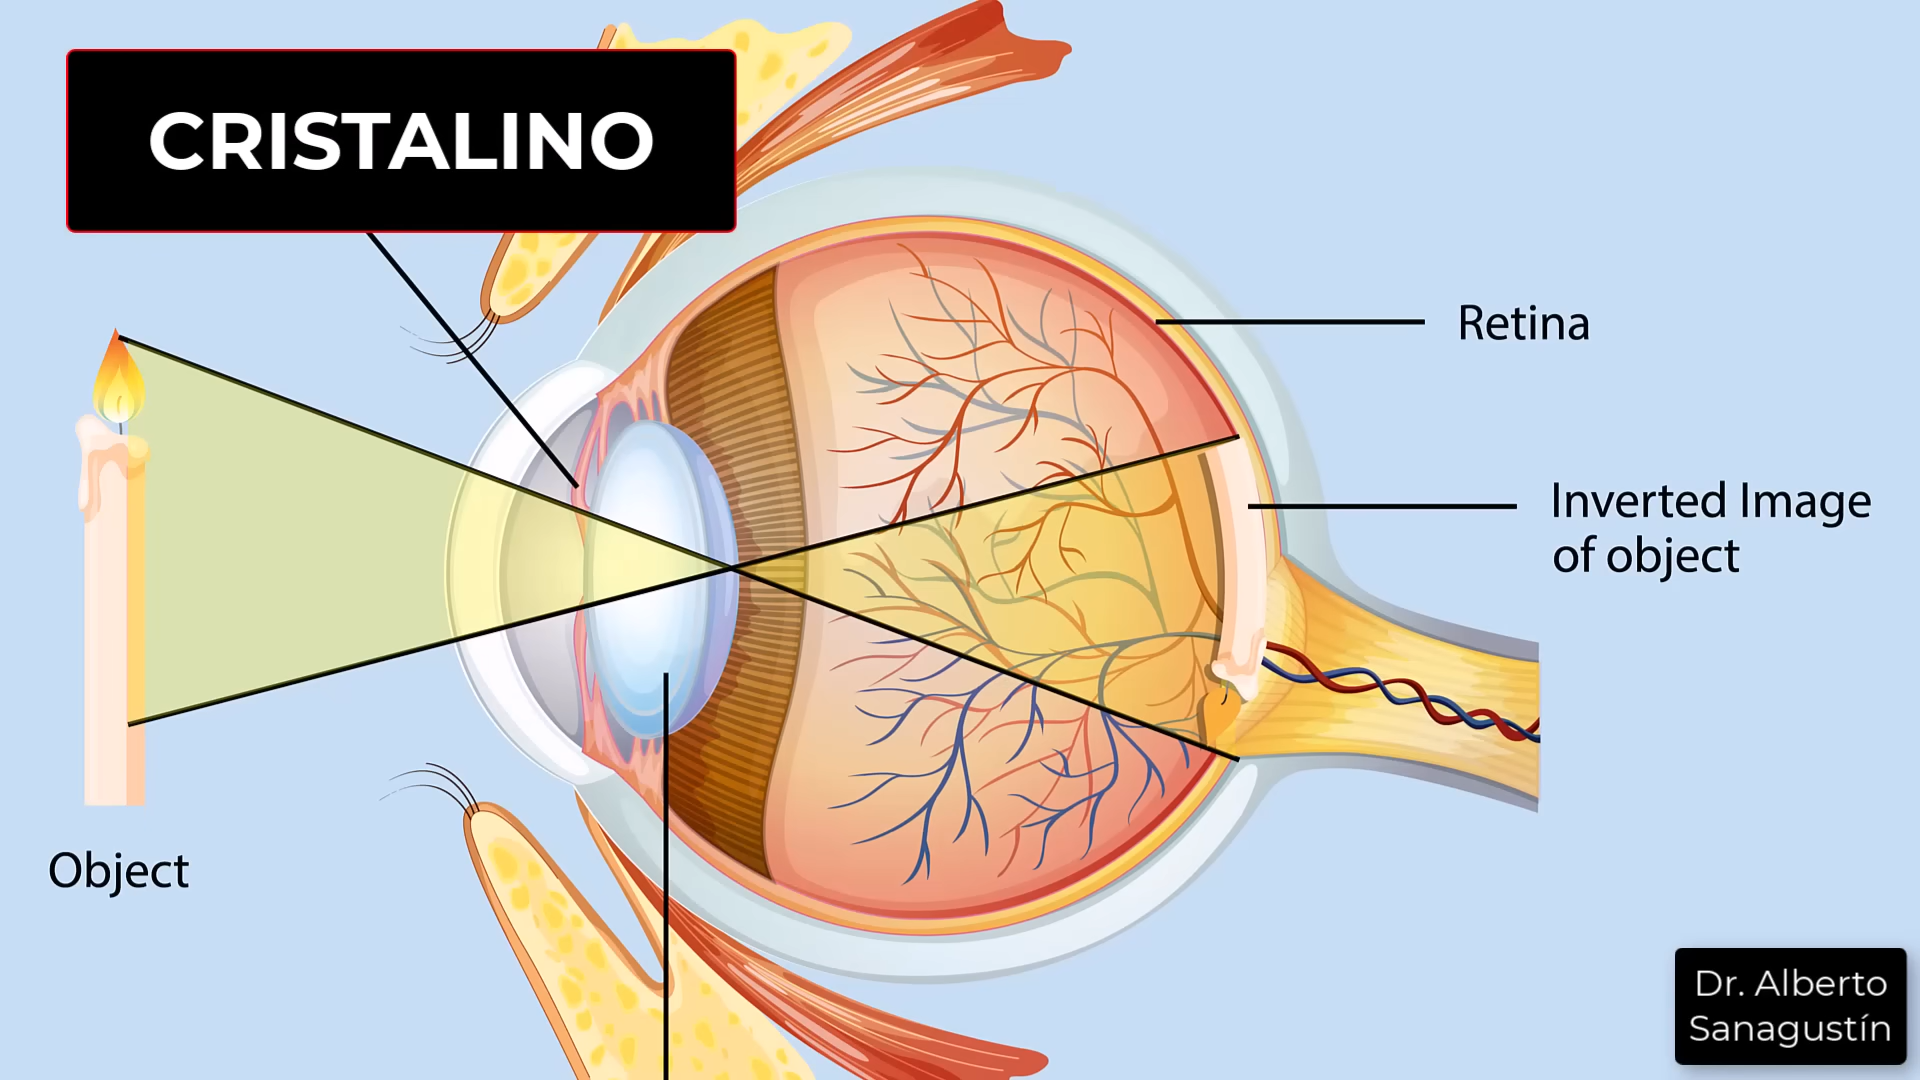 CRISTALINO
Retina
Inverted Image
of object
Object
Dr. Alberto
Sanagustín